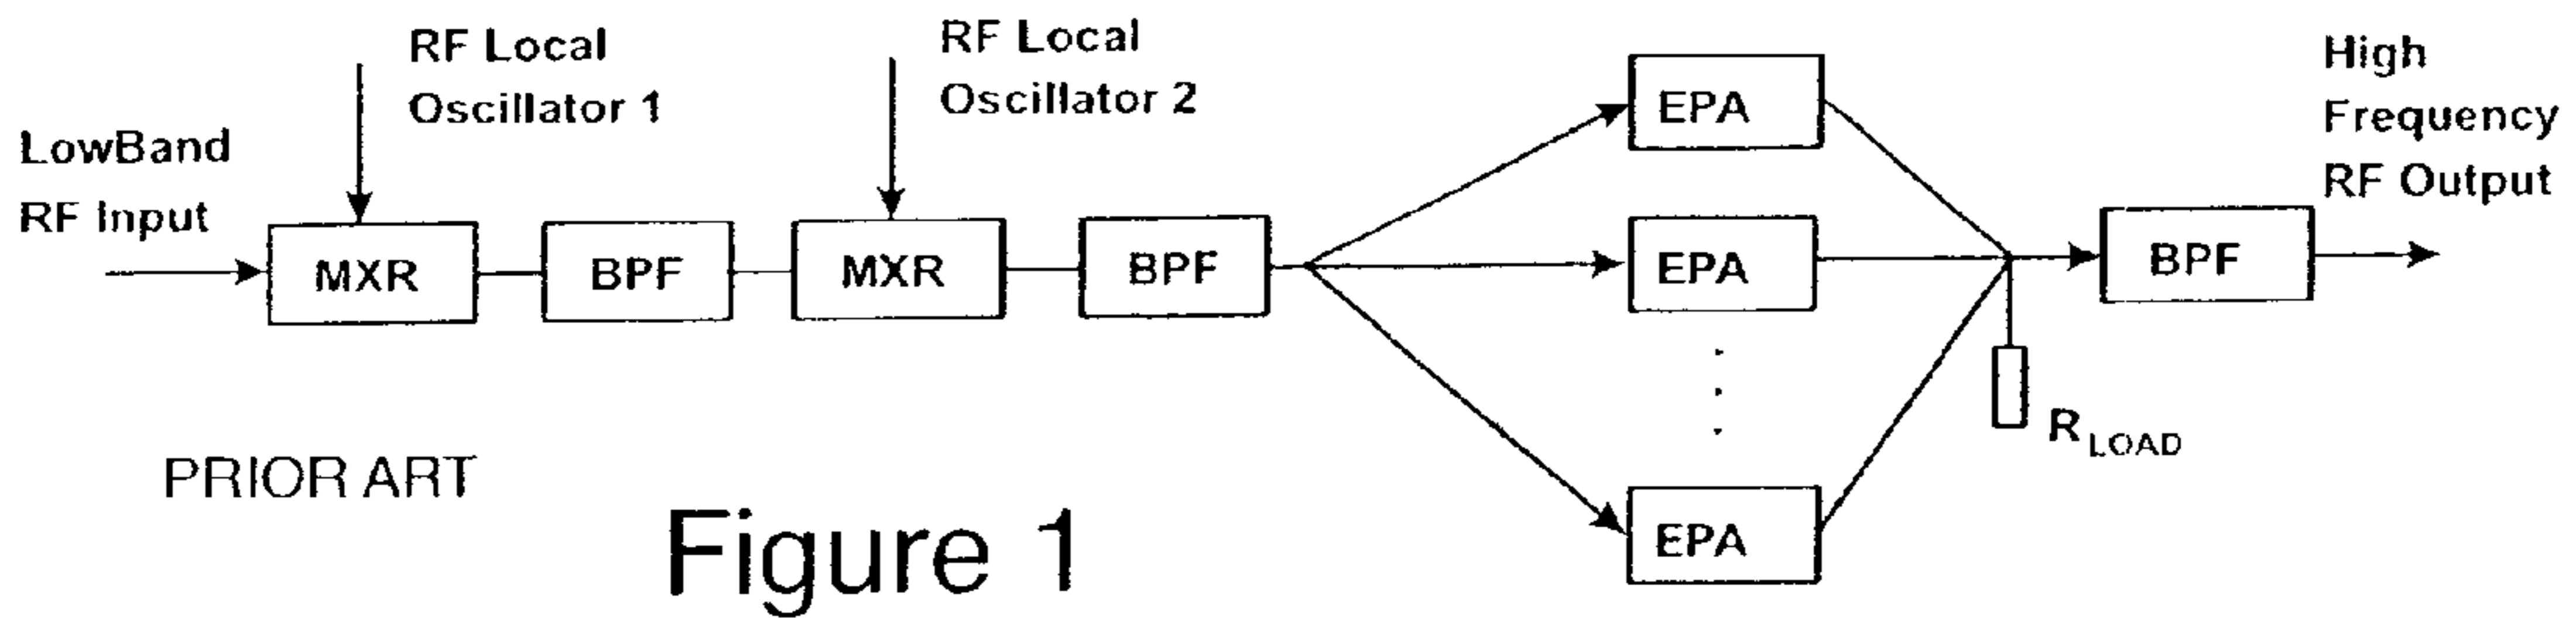 LowBand
RF Input
RF Local
Oscillator 1
RF Local
Oscillator 2
MXR
BPF
MXR
BPF
EPA
EPA
EPA
R LOAD
BPF
High
Frequency
RF Output
PRIOR ART
Figure 1